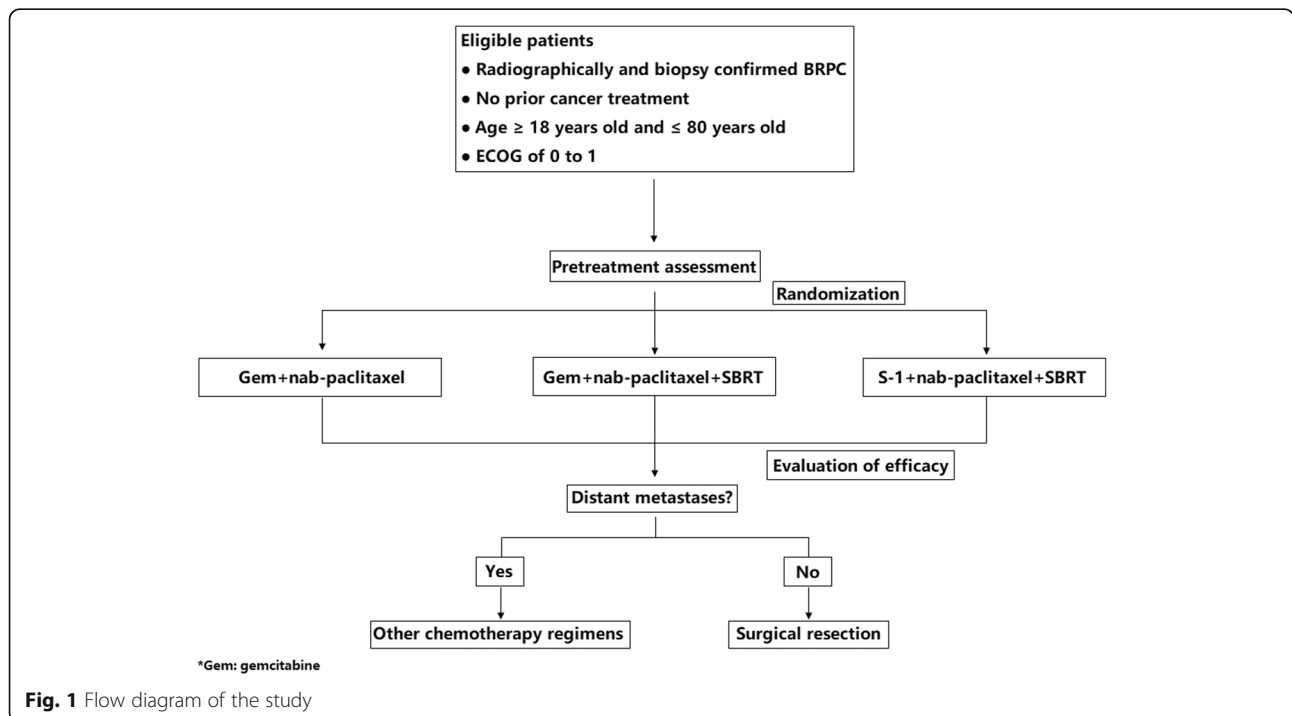 Eligible patients
● Radiographically and biopsy confirmed BRPC
● No prior cancer treatment
● Age ≥ 18 years old and ≤ 80 years old
● ECOG of 0 to 1
Pretreatment assessment
Randomization
Gem+nab-paclitaxel
Gem+nab-paclitaxel+SBRT
S-1+nab-paclitaxel+SBRT
Evaluation of efficacy
Distant metastases?
Yes
No
Other chemotherapy regimens
Surgical resection
*Gem: gemcitabine
Fig. 1 Flow diagram of the study